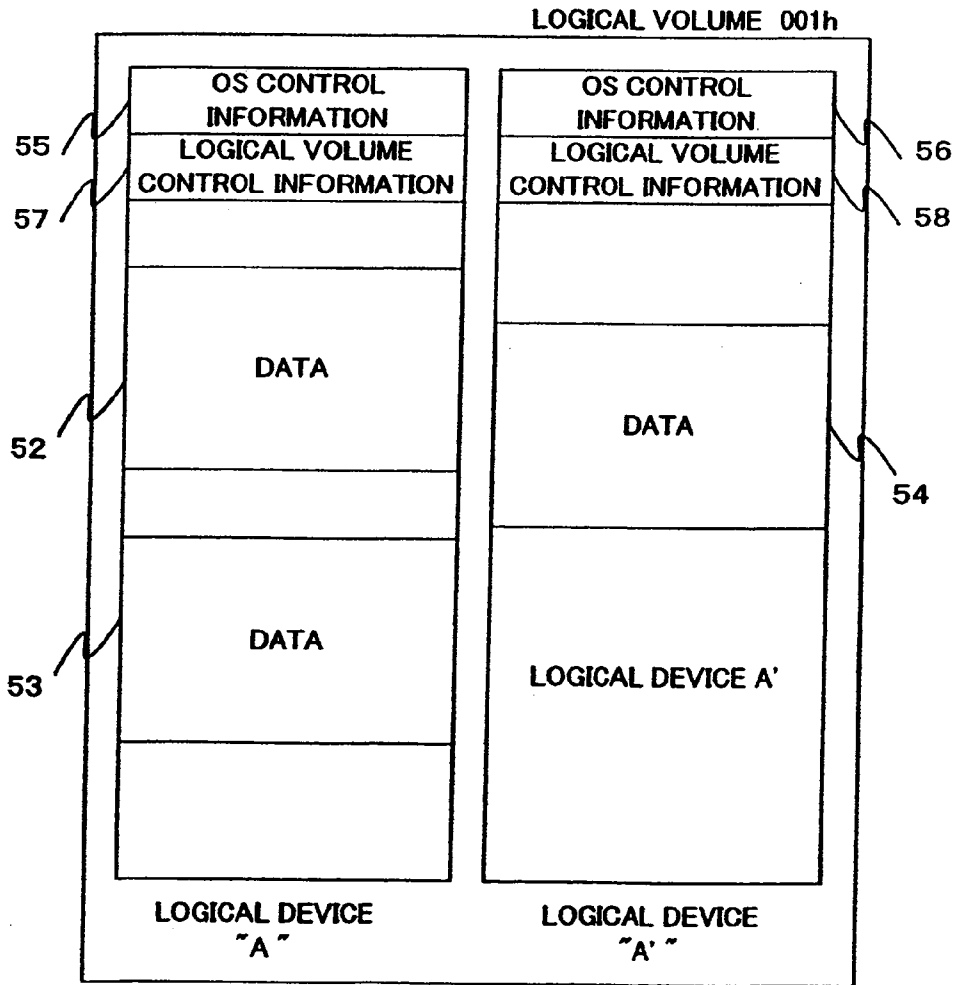 LOGICAL VOLUME 001h
OS CONTROL
INFORMATION
LOGICAL VOLUME
CONTROL INFORMATION
DATA
DATA
LOGICAL DEVICE
"A"
OS CONTROL
INFORMATION
LOGICAL VOLUME
CONTROL INFORMATION
DATA
LOGICAL DEVICE A'
LOGICAL DEVICE
"A'"
55
57
52
53
56
58
54